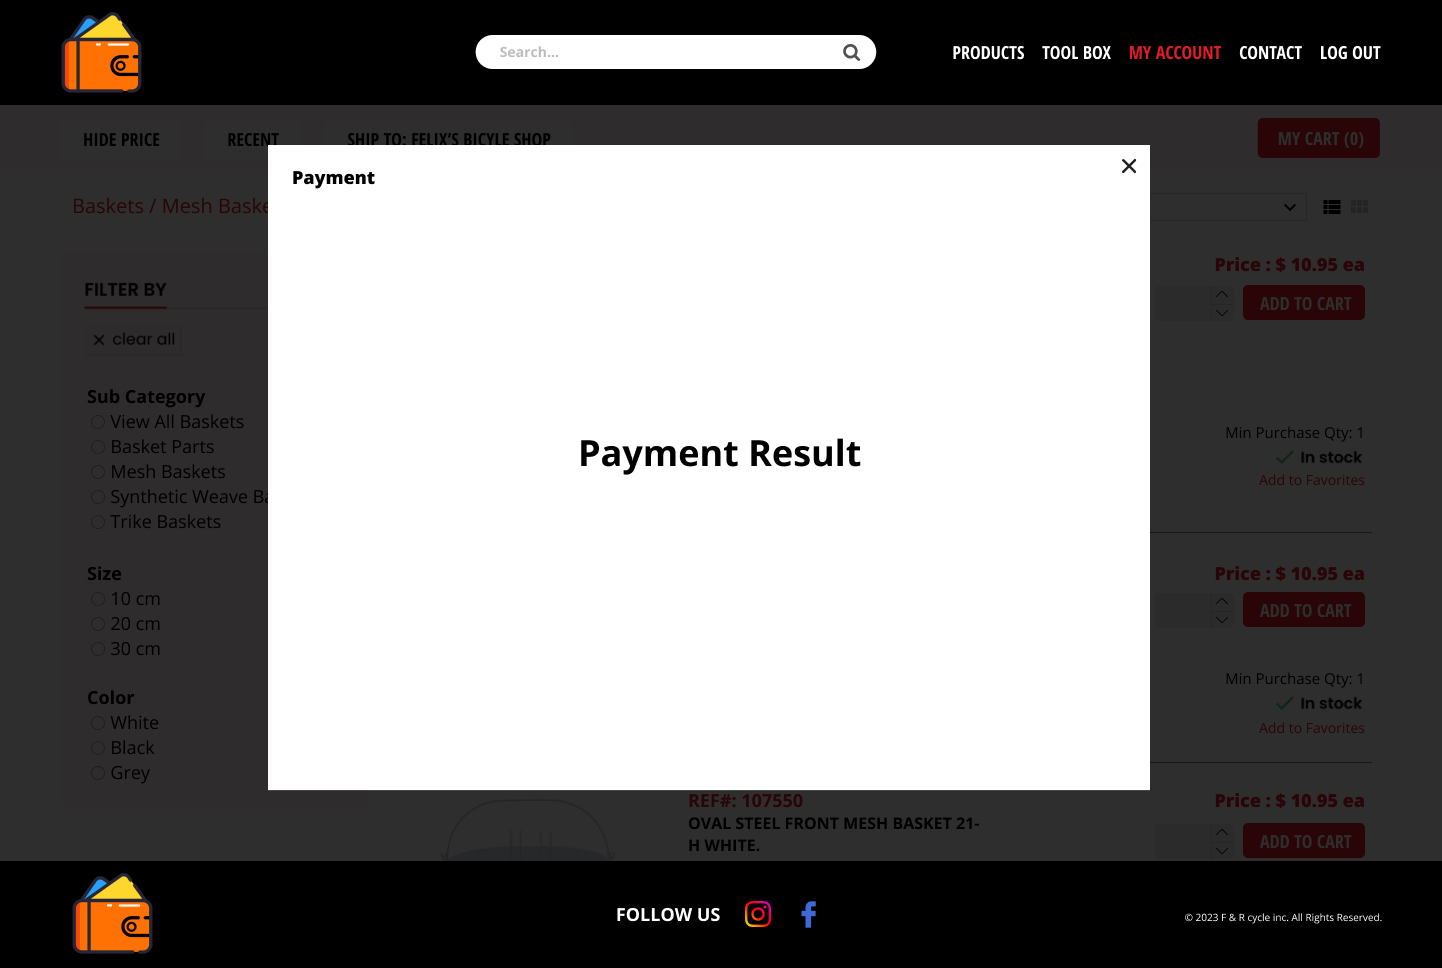 Search...
PRODUCTS
TOOL BOX
MY ACCOUNT
CONTACT
LOG OUT
HIDE PRICE
RECENT
SHIP TO: FELIX'S BICYLE SHOP
MY CART (0)
Payment
Baskets / Mesh Baske
Price : $ 10.95 ea
FILTER BY
ADD TO CART
clear all
Sub Category
View All Baskets
Min Purchase Qty: 1
Basket Parts
Payment Result
In stock
Mesh Baskets
Add to Favorites
Synthetic Weave Ba
Trike Baskets
Size
Price : $ 10.95 ea
10 cm
ADD TO CART
20 cm
30 cm
Min Purchase Qty: 1
Color
In stock
White
Add to Favorites
Black
Grey
REF#: 107550
Price : $ 10.95 ea
OVAL STEEL FRONT MESH BASKET 21-
H WHITE.
ADD TO CART
FOLLOW US
© 2023 F & R cycle inc. All Rights Reserved.